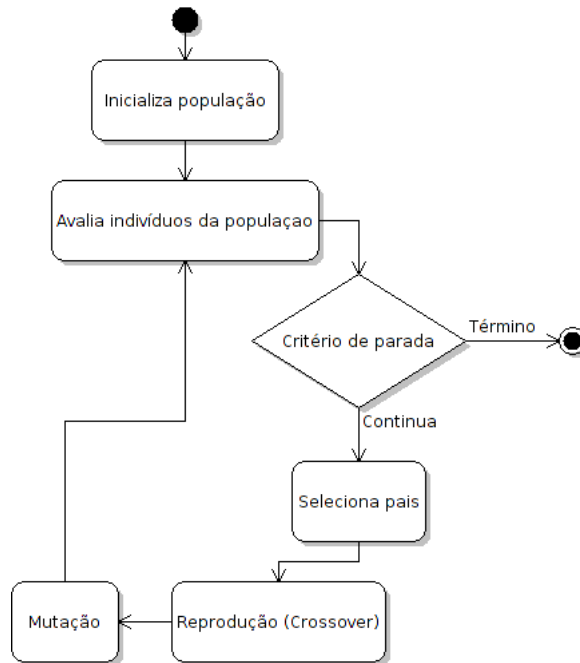 Inicializa população
Avalia indivíduos da populaçao
Critério de parada
Término
Continua
Seleciona pais
Reprodução (Crossover)
Mutação